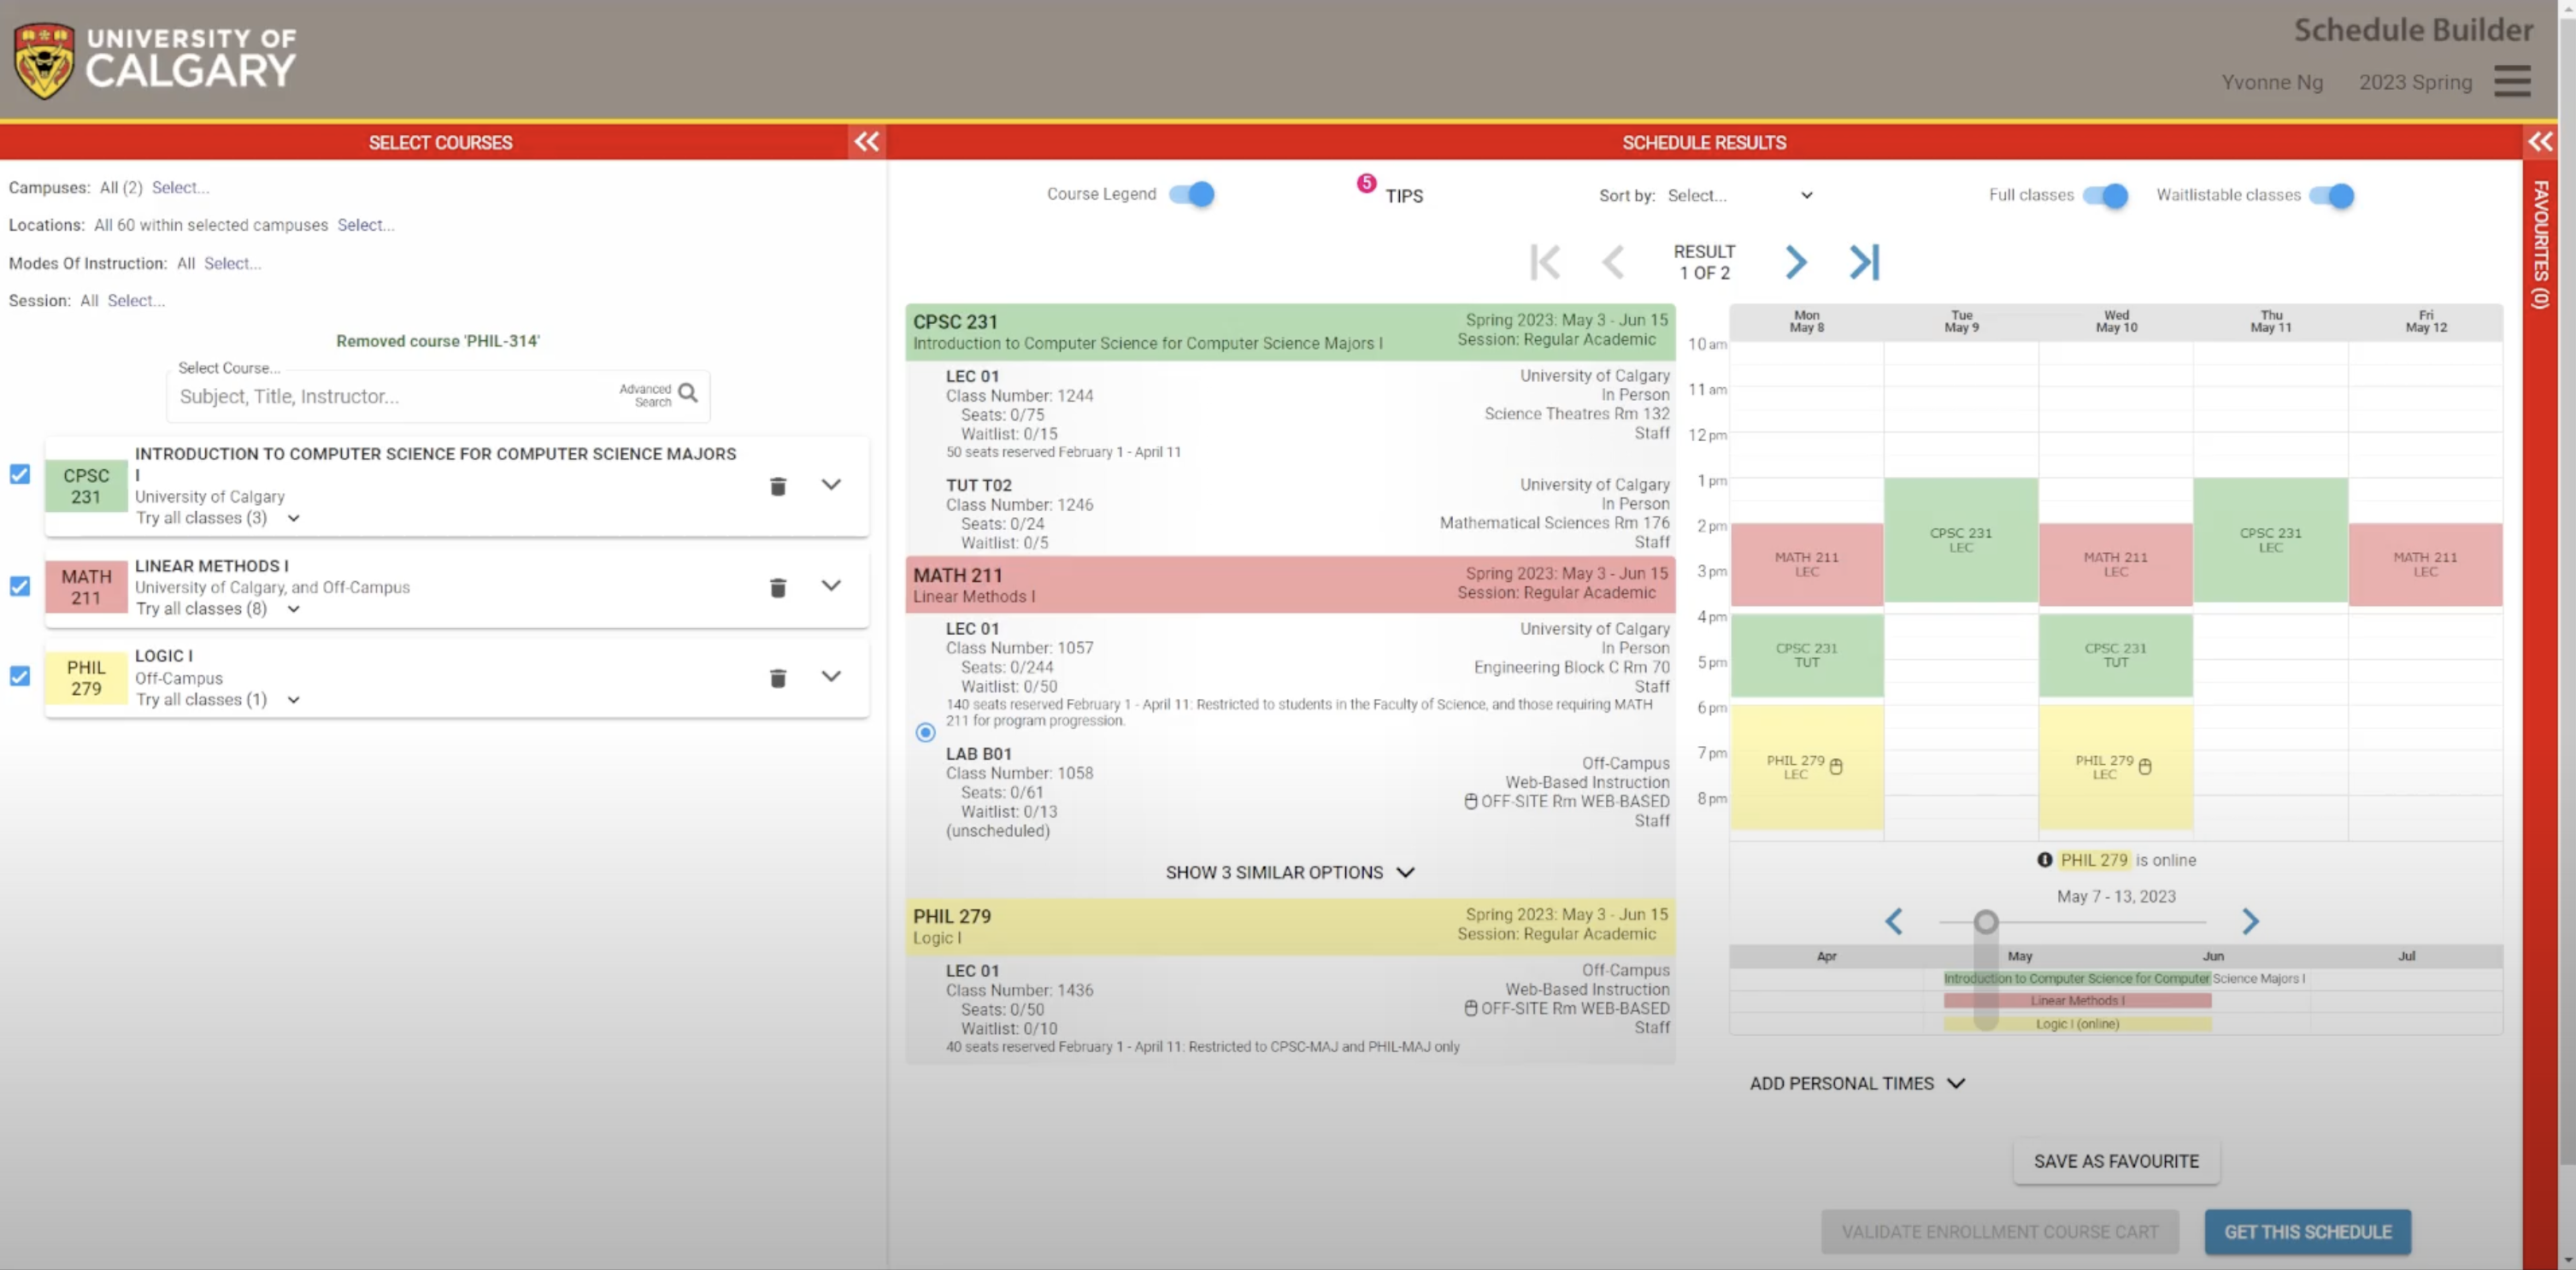 UNIVERSITY OF
CALGARY
Schedule Builder
Yvonne Ng 2023 Spring
SELECT COURSES
Campuses: All (2) Select...
Locations: All 60 within selected campuses Select...
Modes Of Instruction: All Select...
Session: All Select...
Removed course 'PHIL-314'
Select Course...
Subject, Title, Instructor...
Advanced
Search
CPSC
231
INTRODUCTION TO COMPUTER SCIENCE FOR COMPUTER SCIENCE MAJORS
I
University of Calgary
Try all classes (3)
MATH
211
LINEAR METHODS I
University of Calgary, and Off-Campus
Try all classes (8)
PHIL
279
LOGIC I
Off-Campus
Try all classes (1)
SCHEDULE RESULTS
Course Legend
5
TIPS
Sort by: Select...
Full classes
Waitlistable classes
RESULT
1 OF 2
CPSC 231
Introduction to Computer Science for Computer Science Majors I
Spring 2023: May 3 - Jun 15
Session: Regular Academic
LEC 01
Class Number: 1244
Seats: 0/75
Waitlist: 0/15
50 seats reserved February 1 - April 11
University of Calgary
In Person
Science Theatres Rm 132
Staff
TUT T02
Class Number: 1246
Seats: 0/24
Waitlist: 0/5
University of Calgary
In Person
Mathematical Sciences Rm 176
Staff
MATH 211
Linear Methods I
Spring 2023: May 3 - Jun 15
Session: Regular Academic
LEC 01
Class Number: 1057
Seats: 0/244
Waitlist: 0/50
University of Calgary
In Person
Engineering Block C Rm 70
Staff
140 seats reserved February 1 - April 11: Restricted to students in the Faculty of Science, and those requiring MATH
211 for program progression.
LAB B01
Class Number: 1058
Seats: 0/61
Waitlist: 0/13
(unscheduled)
Off-Campus
Web-Based Instruction
OFF-SITE Rm WEB-BASED
Staff
SHOW 3 SIMILAR OPTIONS
PHIL 279
Logic I
Spring 2023: May 3 - Jun 15
Session: Regular Academic
LEC 01
Class Number: 1436
Seats: 0/50
Waitlist: 0/10
Off-Campus
Web-Based Instruction
OFF-SITE Rm WEB-BASED
Staff
40 seats reserved February 1 - April 11: Restricted to CPSC-MAJ and PHIL-MAJ only
Mon
May 8
Tue
May 9
Wed
May 10
Thu
May 11
Fri
May 12
10 am
11 am
12 pm
1 pm
2 pm
3 pm
4 pm
5 pm
6 pm
7 pm
8 pm
CPSC 231
LEC
CPSC 231
LEC
MATH 211
LEC
MATH 211
LEC
MATH 211
LEC
CPSC 231
TUT
CPSC 231
TUT
PHIL 279
LEC
PHIL 279
LEC
PHIL 279 is online
May 7 - 13, 2023
Apr May Jun Jul
Introduction to Computer Science for Computer Science Majors I
Linear Methods I
Logic I (online)
ADD PERSONAL TIMES
SAVE AS FAVOURITE
VALIDATE ENROLLMENT COURSE CART
GET THIS SCHEDULE
FAVOURITES (0)